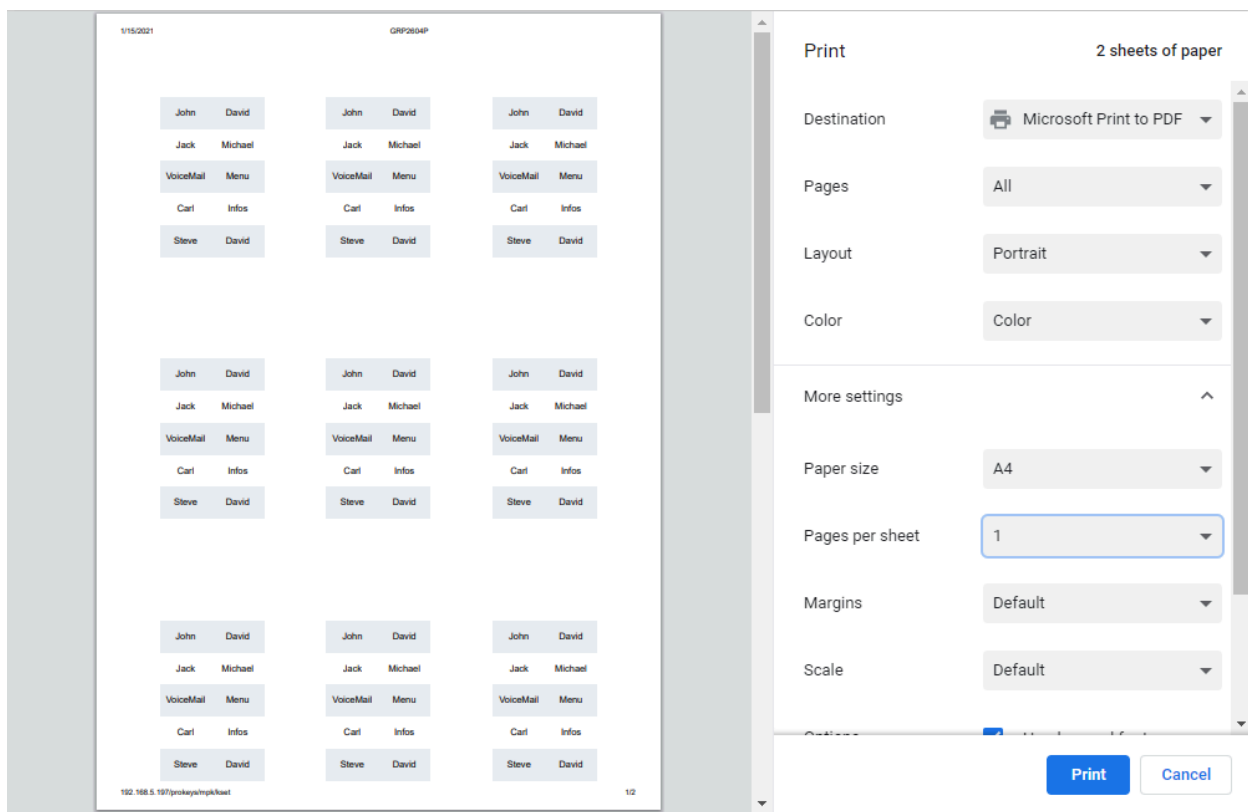 1/15/2021 GRP2604P
John David John David John David
Jack Michael Jack Michael Jack Michael
VoiceMail Menu VoiceMail Menu VoiceMail Menu
Carl Infos Carl Infos Carl Infos
Steve David Steve David Steve David
John David John David John David
Jack Michael Jack Michael Jack Michael
VoiceMail Menu VoiceMail Menu VoiceMail Menu
Carl Infos Carl Infos Carl Infos
Steve David Steve David Steve David
John David John David John David
Jack Michael Jack Michael Jack Michael
VoiceMail Menu VoiceMail Menu VoiceMail Menu
Carl Infos Carl Infos Carl Infos
Steve David Steve David Steve David
192.168.5.197/prokeys/mpk/kset 1/2
Print 2 sheets of paper
Destination Microsoft Print to PDF
Pages All
Layout Portrait
Color Color
More settings
Paper size A4
Pages per sheet 1
Margins Default
Scale Default
Print Cancel